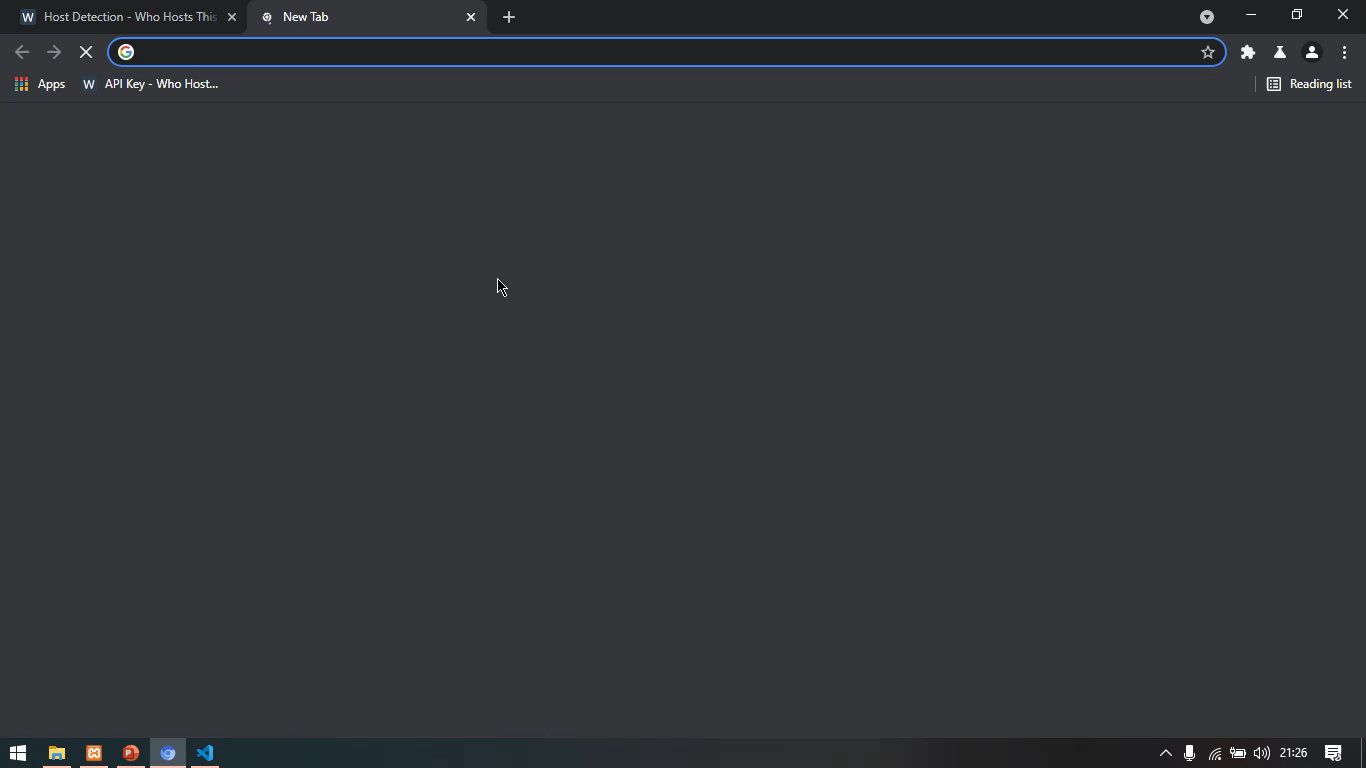 W Host Detection - Who Hosts This
New Tab
Apps
W API Key - Who Host...
Reading list
21:26